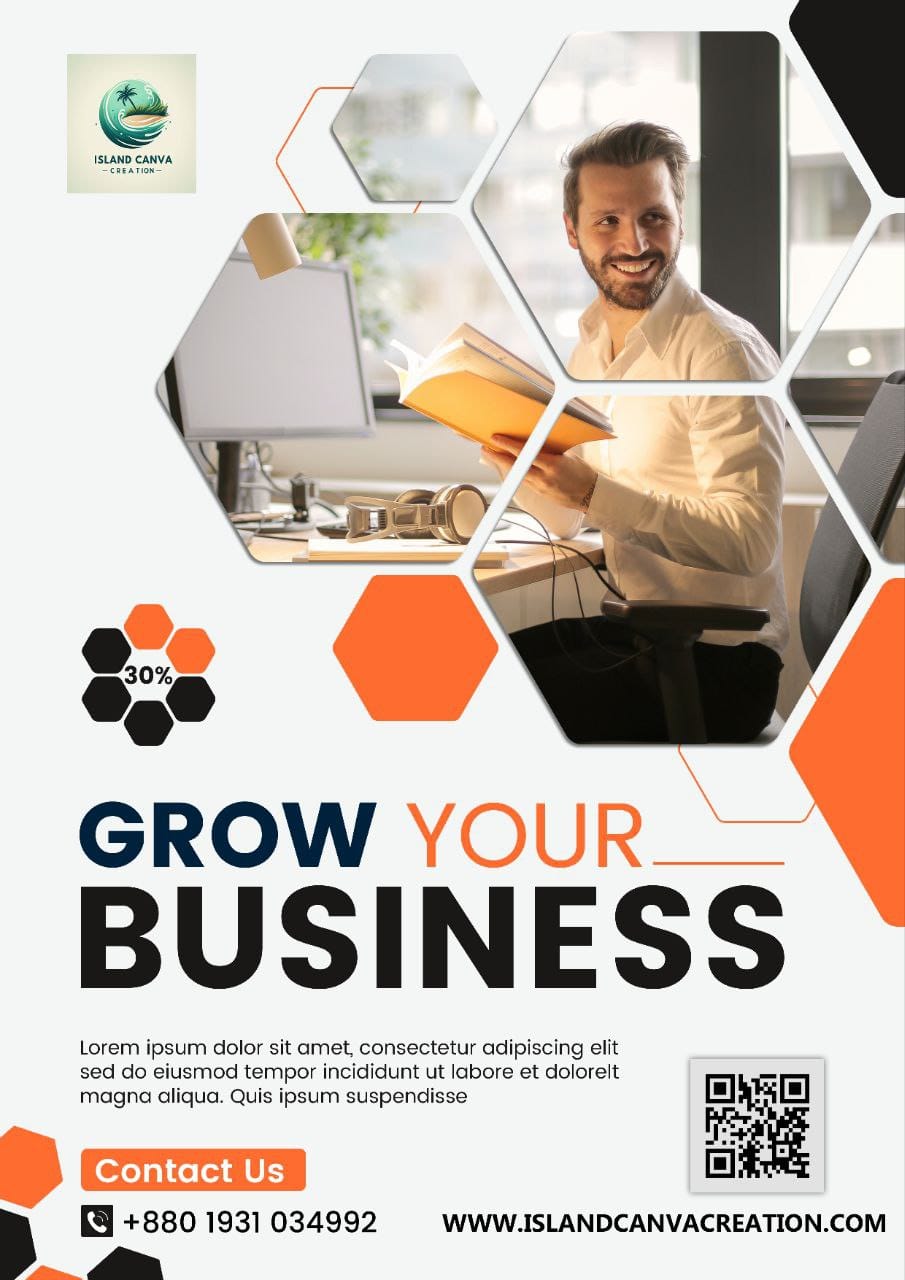 ISLAND CANVA
CREATION
30%
GROW YOUR
BUSINESS
Lorem ipsum dolor sit amet, consectetur adipiscing elit
sed do eiusmod tempor incididunt ut labore et dolorelt
magna aliqua. Quis ipsum suspendisse
Contact Us
+880 1931 034992
WWW.ISLANDCANVACREATION.COM